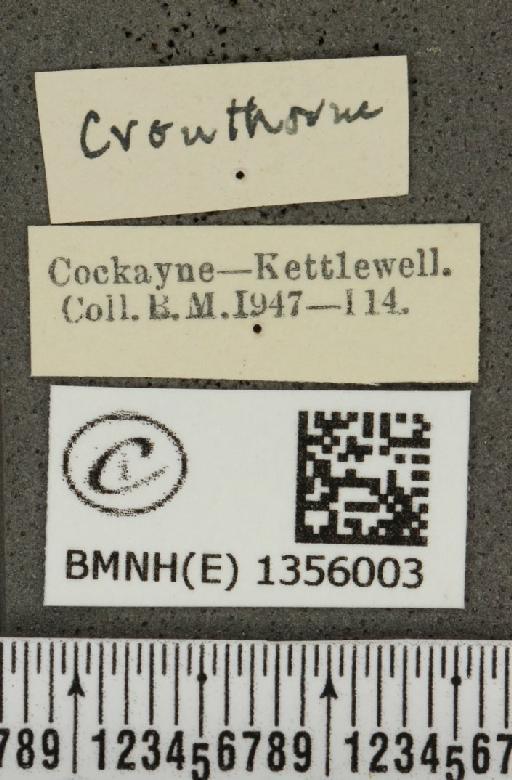 Crowthorne
Cockayne—Kettlewell.
Coll. B.M.1947—114.
C
BMNH(E) 1356003
789 123456789 1234567